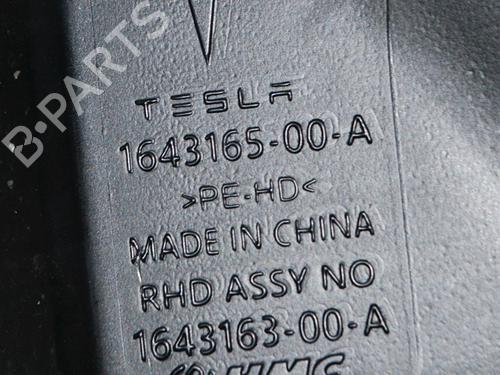 B-PARTS
TESLA
1643165-00-A
>PE-HD<
MADE IN CHINA
RHD ASSY NO
1643163-00-A